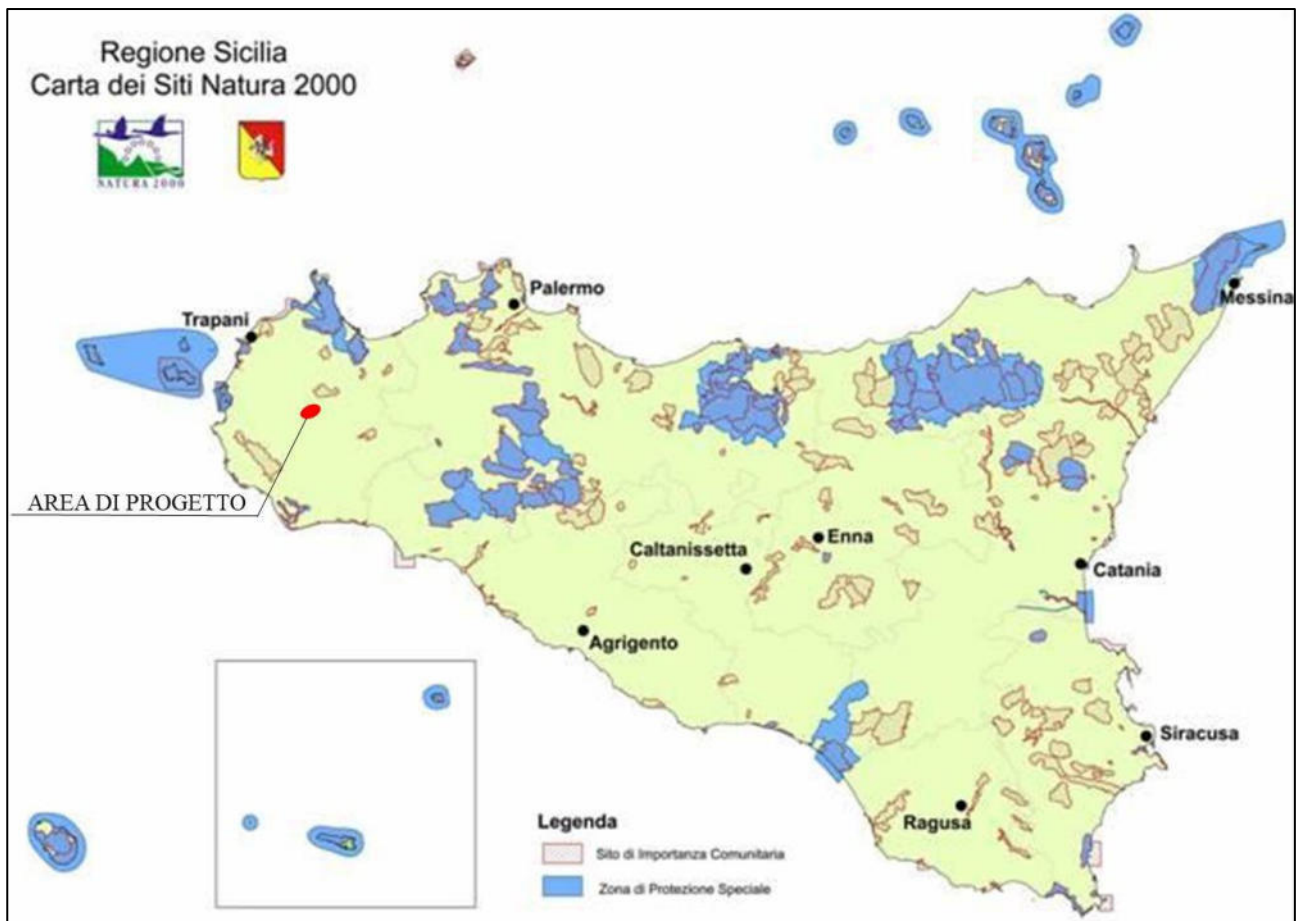 Regione Sicilia
Carta dei Siti Natura 2000
NATURA 2000
Palermo
Trapani
Messina
AREA DI PROGETTO
Enna
Caltanissetta
Catania
Agrigento
Siracusa
Ragusa
Legenda
Sito di Importanza Comunitaria
Zona di Protezione Speciale